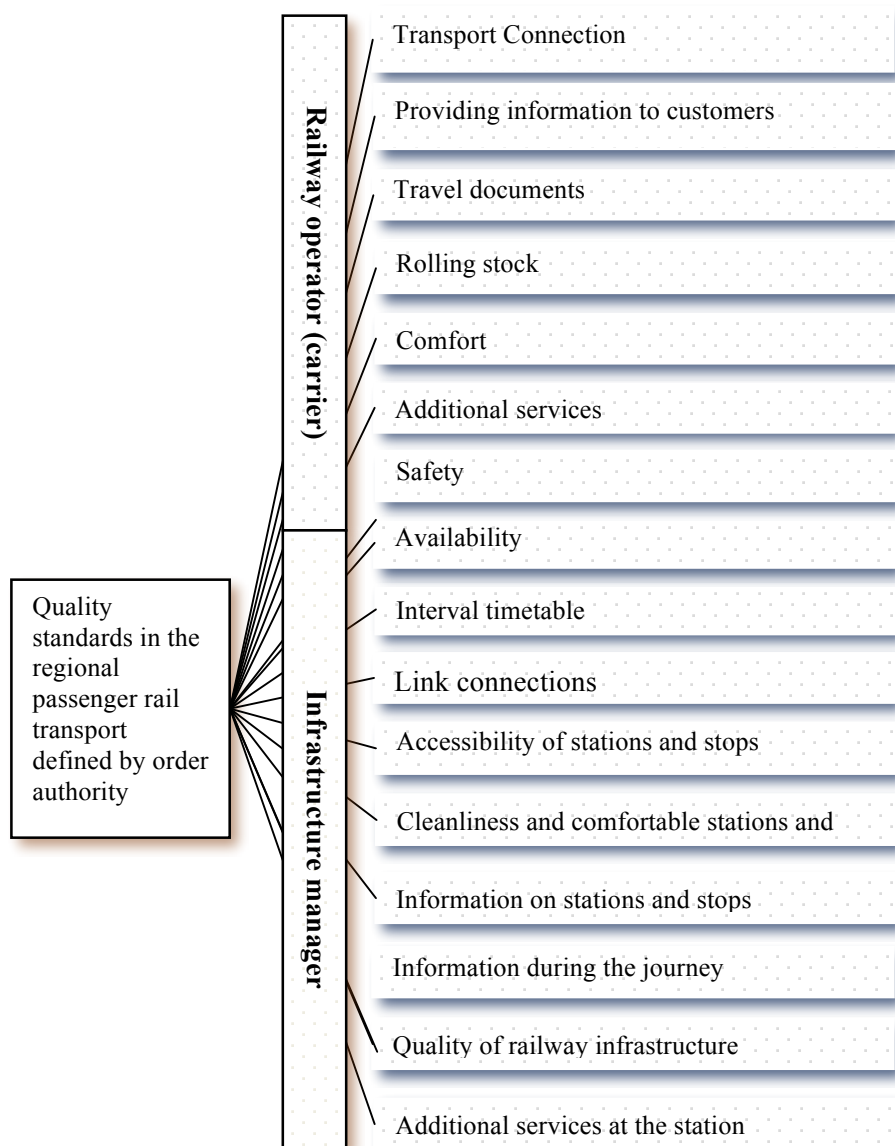 Transport Connection
Providing information to customers
Travel documents
Rolling stock
Comfort
Additional services
Safety
Availability
Interval timetable
Link connections
Accessibility of stations and stops
Cleanliness and comfortable stations and
Information on stations and stops
Information during the journey
Quality of railway infrastructure
Additional services at the station
Railway operator (carrier)
Infrastructure manager
Quality
standards in the
regional
passenger rail
transport
defined by order
authority